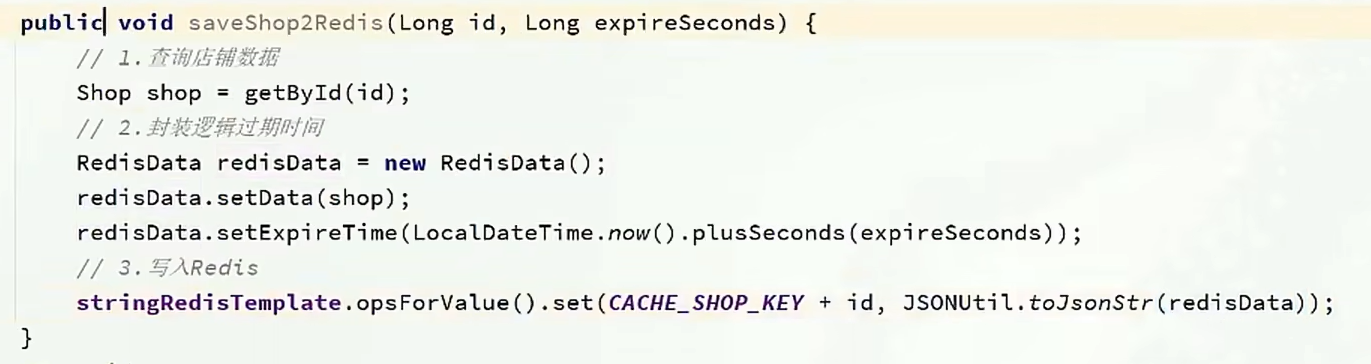 public void saveShop2Redis(Long id, Long expireSeconds) {
// 1.查询店铺数据
Shop shop = getById(id);
// 2.封装逻辑过期时间
RedisData redisData = new RedisData();
redisData.setData(shop);
redisData.setExpireTime(LocalDateTime.now().plusSeconds(expireSeconds));
// 3.写入Redis
stringRedisTemplate.opsForValue().set(CACHE_SHOP_KEY + id, JSONUtil.toJsonStr(redisData));
}